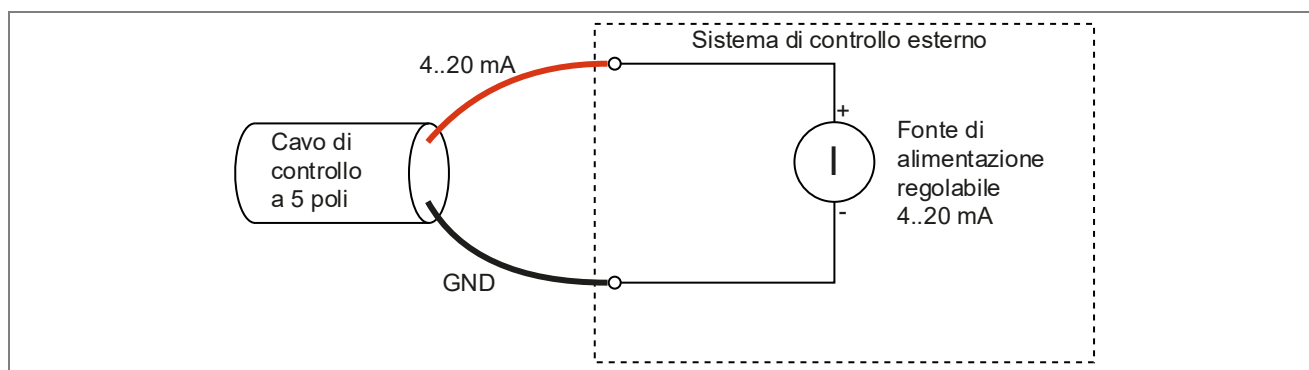 Sistema di controllo esterno
4..20 mA
Cavo di
controllo
a 5 poli
+
I
-
Fonte di
alimentazione
regolabile
4..20 mA
GND